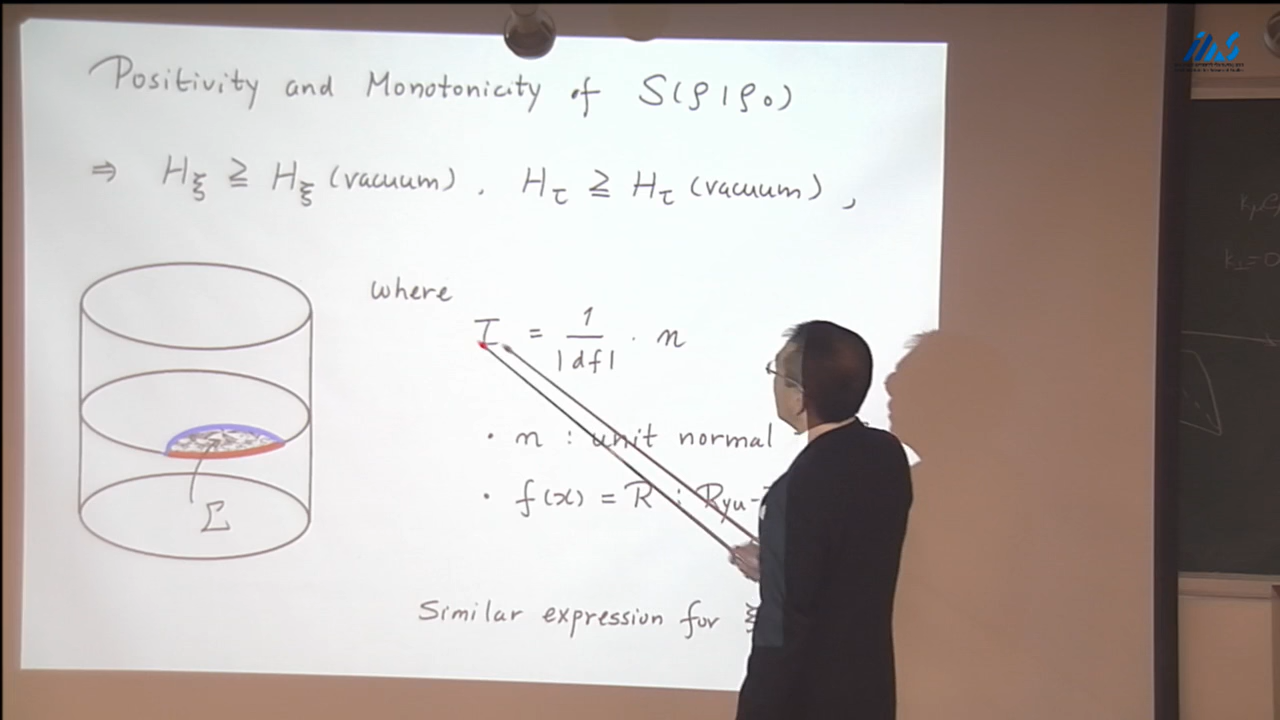 Positivity and Monotonicity of S(ρ|ρ₀)
⇒ H_ξ ≧ H_ξ (vacuum), H_τ ≧ H_τ (vacuum),
where
τ = 1/|df| · n
· n : unit normal
· f(x) = R : Ryu-
Σ
Similar expression for ξ